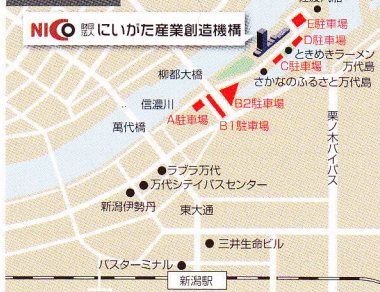 NICO 財団法人 にいがた産業創造機構
E駐車場
D駐車場
ときめきラーメン
万代島
C駐車場
さかなのふるさと万代島
柳都大橋
信濃川
A駐車場
B2駐車場
B1駐車場
萬代橋
栗ノ木バイパス
ラブラ万代
万代シテイバスセンター
新潟伊勢丹
東大通
三井生命ビル
バスターミナル
新潟駅